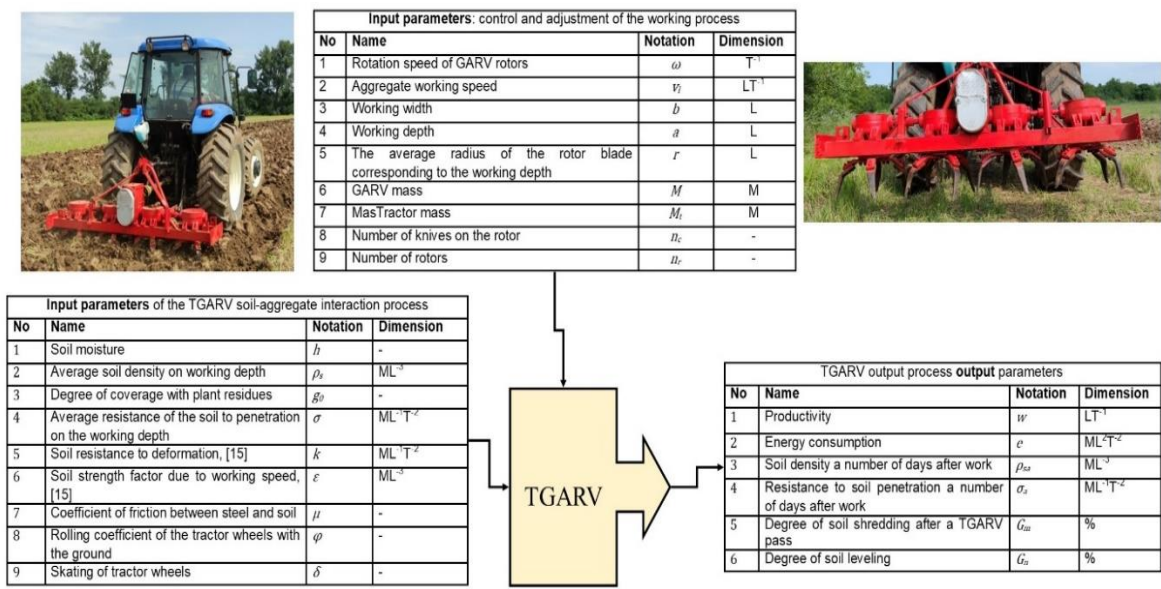 Input parameters: control and adjustment of the working process
No Name Notation Dimension
1 Rotation speed of GARV rotors ω T⁻¹
2 Aggregate working speed v_l LT⁻¹
3 Working width b L
4 Working depth a L
5 The average radius of the rotor blade r L
corresponding to the working depth
6 GARV mass M M
7 MasTractor mass M_t M
8 Number of knives on the rotor n_c -
9 Number of rotors n_r -
Input parameters of the TGARV soil-aggregate interaction process
No Name Notation Dimension
1 Soil moisture h -
2 Average soil density on working depth ρ_s ML⁻³
3 Degree of coverage with plant residues g_θ -
4 Average resistance of the soil to penetration σ ML⁻¹T⁻²
on the working depth
5 Soil resistance to deformation, [15] k ML⁻¹T⁻²
6 Soil strength factor due to working speed, ε ML⁻³
[15]
7 Coefficient of friction between steel and soil μ -
8 Rolling coefficient of the tractor wheels with φ -
the ground
9 Skating of tractor wheels δ -
TGARV
TGARV output process output parameters
No Name Notation Dimension
1 Productivity w LT⁻¹
2 Energy consumption e ML²T⁻²
3 Soil density a number of days after work ρ_sa ML⁻³
4 Resistance to soil penetration a number σ_s ML⁻¹T⁻²
of days after work
5 Degree of soil shredding after a TGARV G_m %
pass
6 Degree of soil leveling G_n %